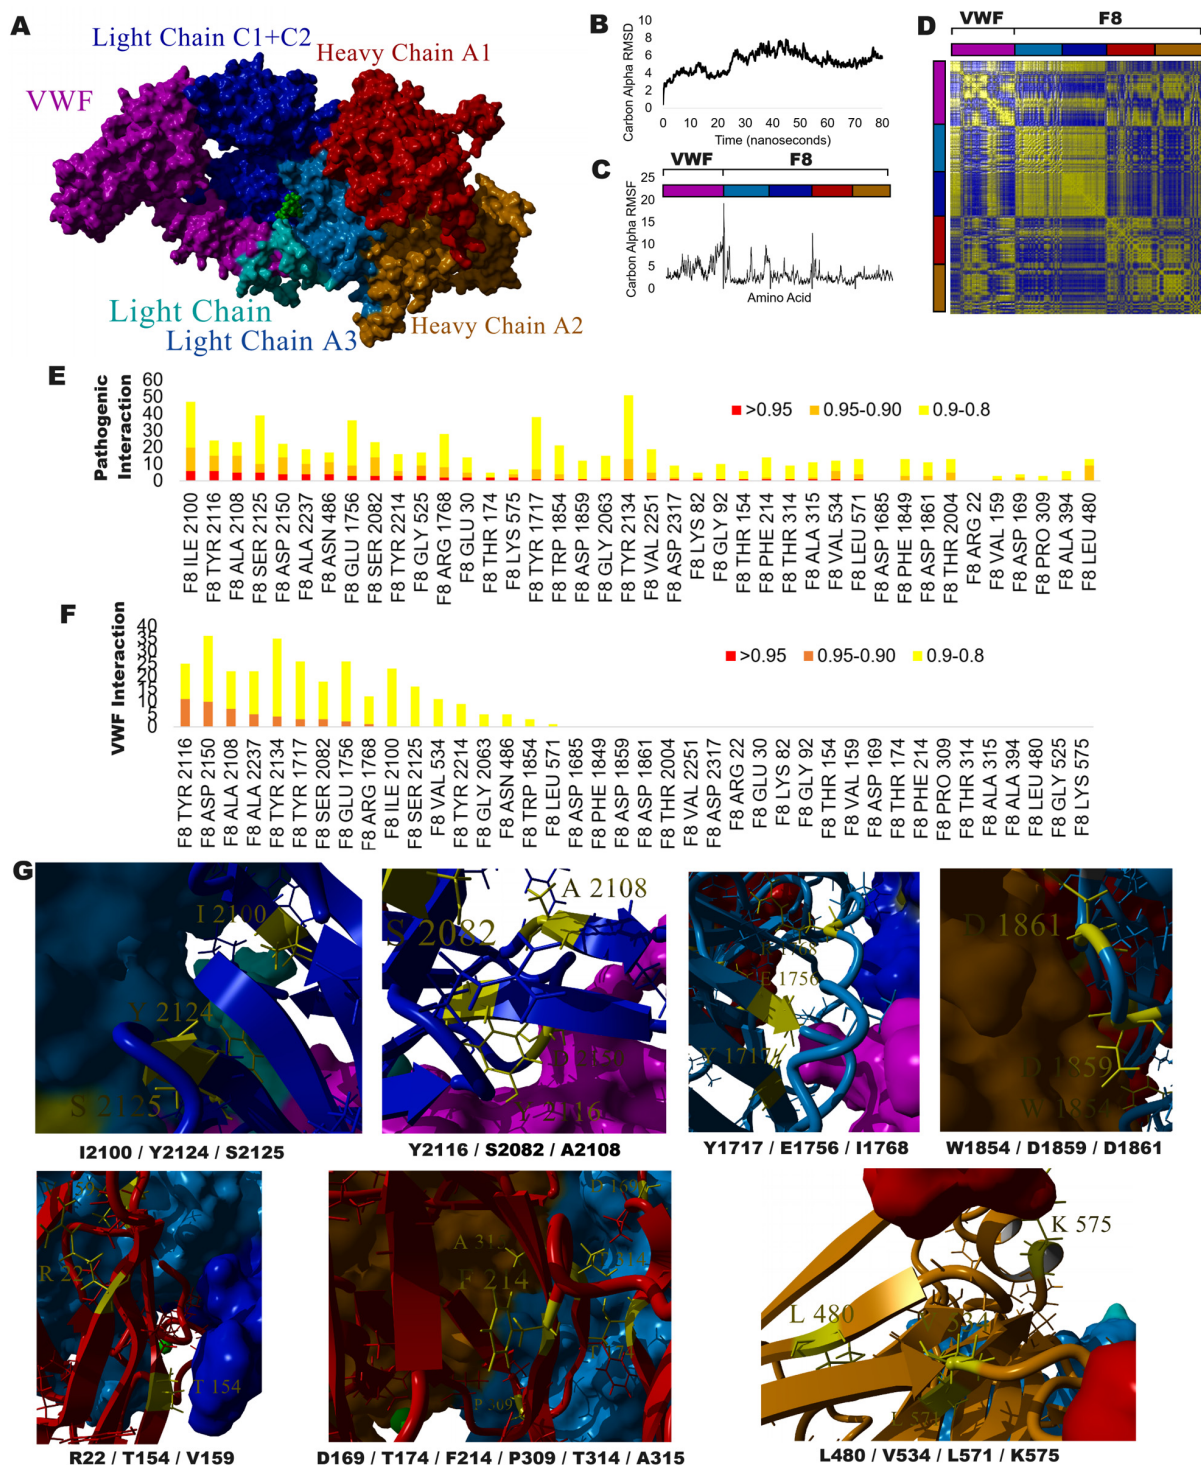 A
Light Chain C1+C2
Heavy Chain A1
VWF
Light Chain
Light Chain A3
Heavy Chain A2
B
Carbon Alpha RMSD
10
8
6
4
2
0
0 10 20 30 40 50 60 70 80
Time (nanoseconds)
C
VWF F8
Carbon Alpha RMSF
25
20
15
10
5
0
Amino Acid
D
VWF F8
E
Pathogenic
Interaction
60
50
40
30
20
10
0
>0.95 0.95-0.90 0.9-0.8
F8 ILE 2100
F8 TYR 2116
F8 ALA 2108
F8 SER 2125
F8 ASP 2150
F8 ALA 2237
F8 ASN 486
F8 GLU 1756
F8 SER 2082
F8 TYR 2214
F8 GLY 525
F8 ARG 1768
F8 GLU 30
F8 THR 174
F8 LYS 575
F8 TYR 1717
F8 TRP 1854
F8 ASP 1859
F8 GLY 2063
F8 TYR 2134
F8 VAL 2251
F8 ASP 2317
F8 LYS 82
F8 GLY 92
F8 THR 154
F8 PHE 214
F8 THR 314
F8 ALA 315
F8 VAL 534
F8 LEU 571
F8 ASP 1685
F8 PHE 1849
F8 ASP 1861
F8 THR 2004
F8 ARG 22
F8 VAL 159
F8 ASP 169
F8 PRO 309
F8 ALA 394
F8 LEU 480
F
VWF Interaction
40
35
30
25
20
15
10
5
0
>0.95 0.95-0.90 0.9-0.8
F8 TYR 2116
F8 ASP 2150
F8 ALA 2108
F8 ALA 2237
F8 TYR 2134
F8 TYR 1717
F8 SER 2082
F8 GLU 1756
F8 ARG 1768
F8 ILE 2100
F8 SER 2125
F8 VAL 534
F8 TYR 2214
F8 GLY 2063
F8 ASN 486
F8 TRP 1854
F8 LEU 571
F8 ASP 1685
F8 PHE 1849
F8 ASP 1859
F8 ASP 1861
F8 THR 2004
F8 VAL 2251
F8 ASP 2317
F8 ARG 22
F8 GLU 30
F8 LYS 82
F8 GLY 92
F8 THR 154
F8 VAL 159
F8 ASP 169
F8 THR 174
F8 PHE 214
F8 PRO 309
F8 THR 314
F8 ALA 315
F8 ALA 394
F8 LEU 480
F8 GLY 525
F8 LYS 575
G
I 2100
Y 2124
S 2125
I2100 / Y2124 / S2125
A 2108
S 2082
Y 2116
Y2116 / S2082 / A2108
E 1756
Y 1717
Y1717 / E1756 / I1768
D 1861
D 1859
W 1854
W1854 / D1859 / D1861
R 22
T 154
R22 / T154 / V159
F 214
P 309
D169 / T174 / F214 / P309 / T314 / A315
K 575
L 480
V 534
L 571
L480 / V534 / L571 / K575